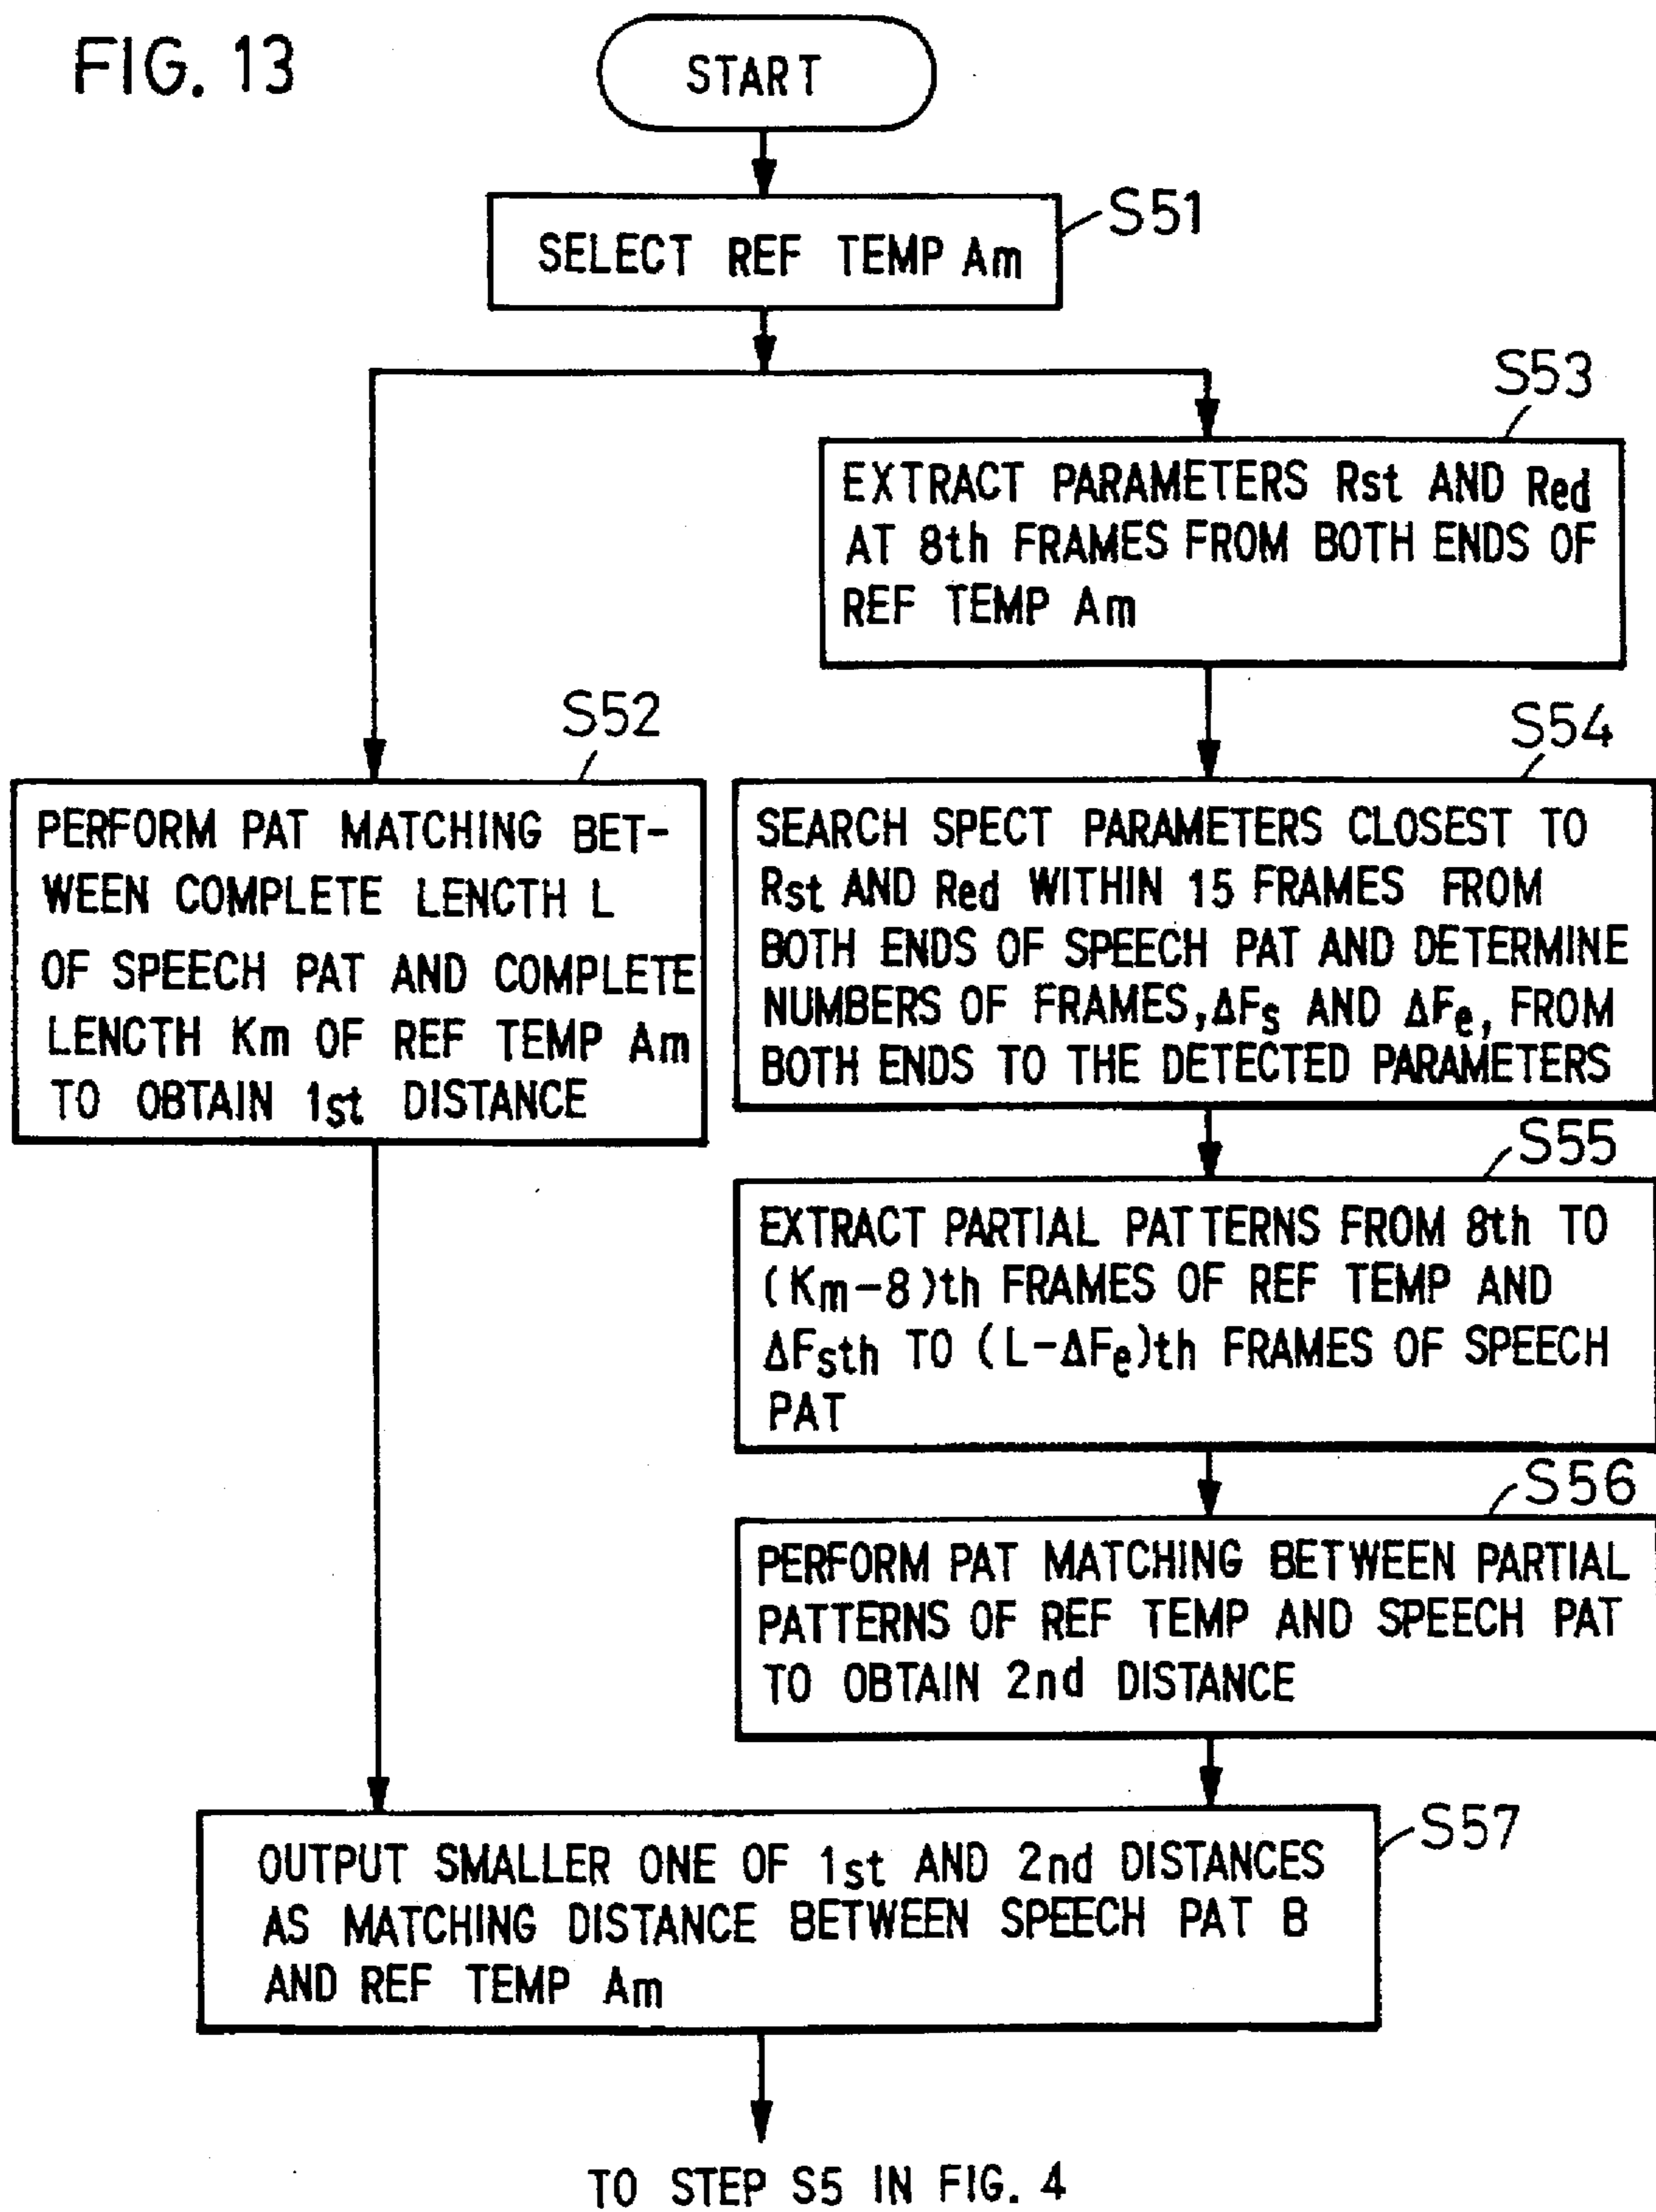 FIG. 13
START
S51
SELECT REF TEMP Am
S53
EXTRACT PARAMETERS Rst AND Red
AT 8th FRAMES FROM BOTH ENDS OF
REF TEMP Am
S52
PERFORM PAT MATCHING BET-
WEEN COMPLETE LENGTH L
OF SPEECH PAT AND COMPLETE
LENGTH Km OF REF TEMP Am
TO OBTAIN 1st DISTANCE
S54
SEARCH SPECT PARAMETERS CLOSEST TO
Rst AND Red WITHIN 15 FRAMES FROM
BOTH ENDS OF SPEECH PAT AND DETERMINE
NUMBERS OF FRAMES, ΔFs AND ΔFe, FROM
BOTH ENDS TO THE DETECTED PARAMETERS
S55
EXTRACT PARTIAL PATTERNS FROM 8th TO
(Km-8)th FRAMES OF REF TEMP AND
ΔFsth TO (L-ΔFe)th FRAMES OF SPEECH
PAT
S56
PERFORM PAT MATCHING BETWEEN PARTIAL
PATTERNS OF REF TEMP AND SPEECH PAT
TO OBTAIN 2nd DISTANCE
S57
OUTPUT SMALLER ONE OF 1st AND 2nd DISTANCES
AS MATCHING DISTANCE BETWEEN SPEECH PAT B
AND REF TEMP Am
TO STEP S5 IN FIG. 4